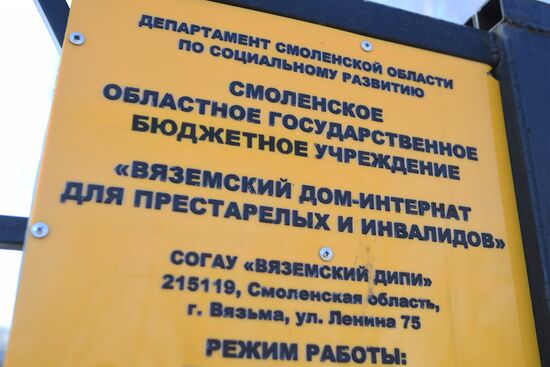 ДЕПАРТАМЕНТ СМОЛЕНСКОЙ ОБЛАСТИ
ПО СОЦИАЛЬНОМУ РАЗВИТИЮ
СМОЛЕНСКОЕ
ОБЛАСТНОЕ ГОСУДАРСТВЕННОЕ
БЮДЖЕТНОЕ УЧРЕЖДЕНИЕ
«ВЯЗЕМСКИЙ ДОМ-ИНТЕРНАТ
ДЛЯ ПРЕСТАРЕЛЫХ И ИНВАЛИДОВ»
СОГАУ «ВЯЗЕМСКИЙ ДИПИ»
215119, Смоленская область,
г. Вязьма, ул. Ленина 75
РЕЖИМ РАБОТЫ: